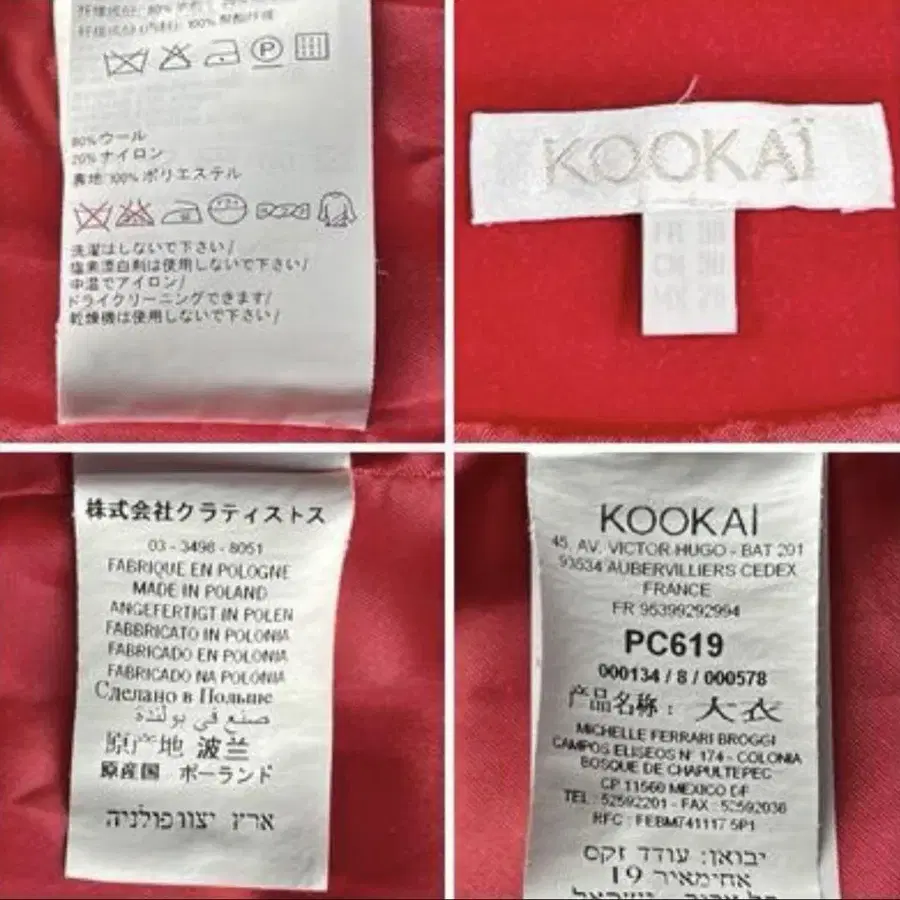 80% ウール
20% ナイロン
裏地:100% ポリエステル
洗濯はしないで下さい/
塩素漂白剤は使用しないで下さい/
中温でアイロン/
ドライクリーニングできます/
乾燥機は使用しないで下さい/
KOOKAÏ
FR
CN
MX
株式会社クラティストス
03 - 3498 - 8051
FABRIQUE EN POLOGNE
MADE IN POLAND
ANGEFERTIGT IN POLEN
FABBRICATO IN POLONIA
FABRICADO EN POLONIA
FABRICADO NA POLONIA
Сделано в Польше
صنع في بولندة
原产地 波兰
原産国 ポーランド
ארץ יצור פולניה
KOOKAÏ
45, AV. VICTOR HUGO - BAT 201
93534 AUBERVILLIERS CEDEX
FRANCE
FR 95399292994
PC619
000134 / 8 / 000578
产品名称: 大衣
MICHELLE FERRARI BROGGI
CAMPOS ELISEOS N° 174 - COLONIA
BOSQUE DE CHAPULTEPEC
CP 11560 MEXICO DF
TEL : 52592201 - FAX : 52592036
RFC : FEBM741117 5P1
יבואן: עודד זקס
אחימאיר 19